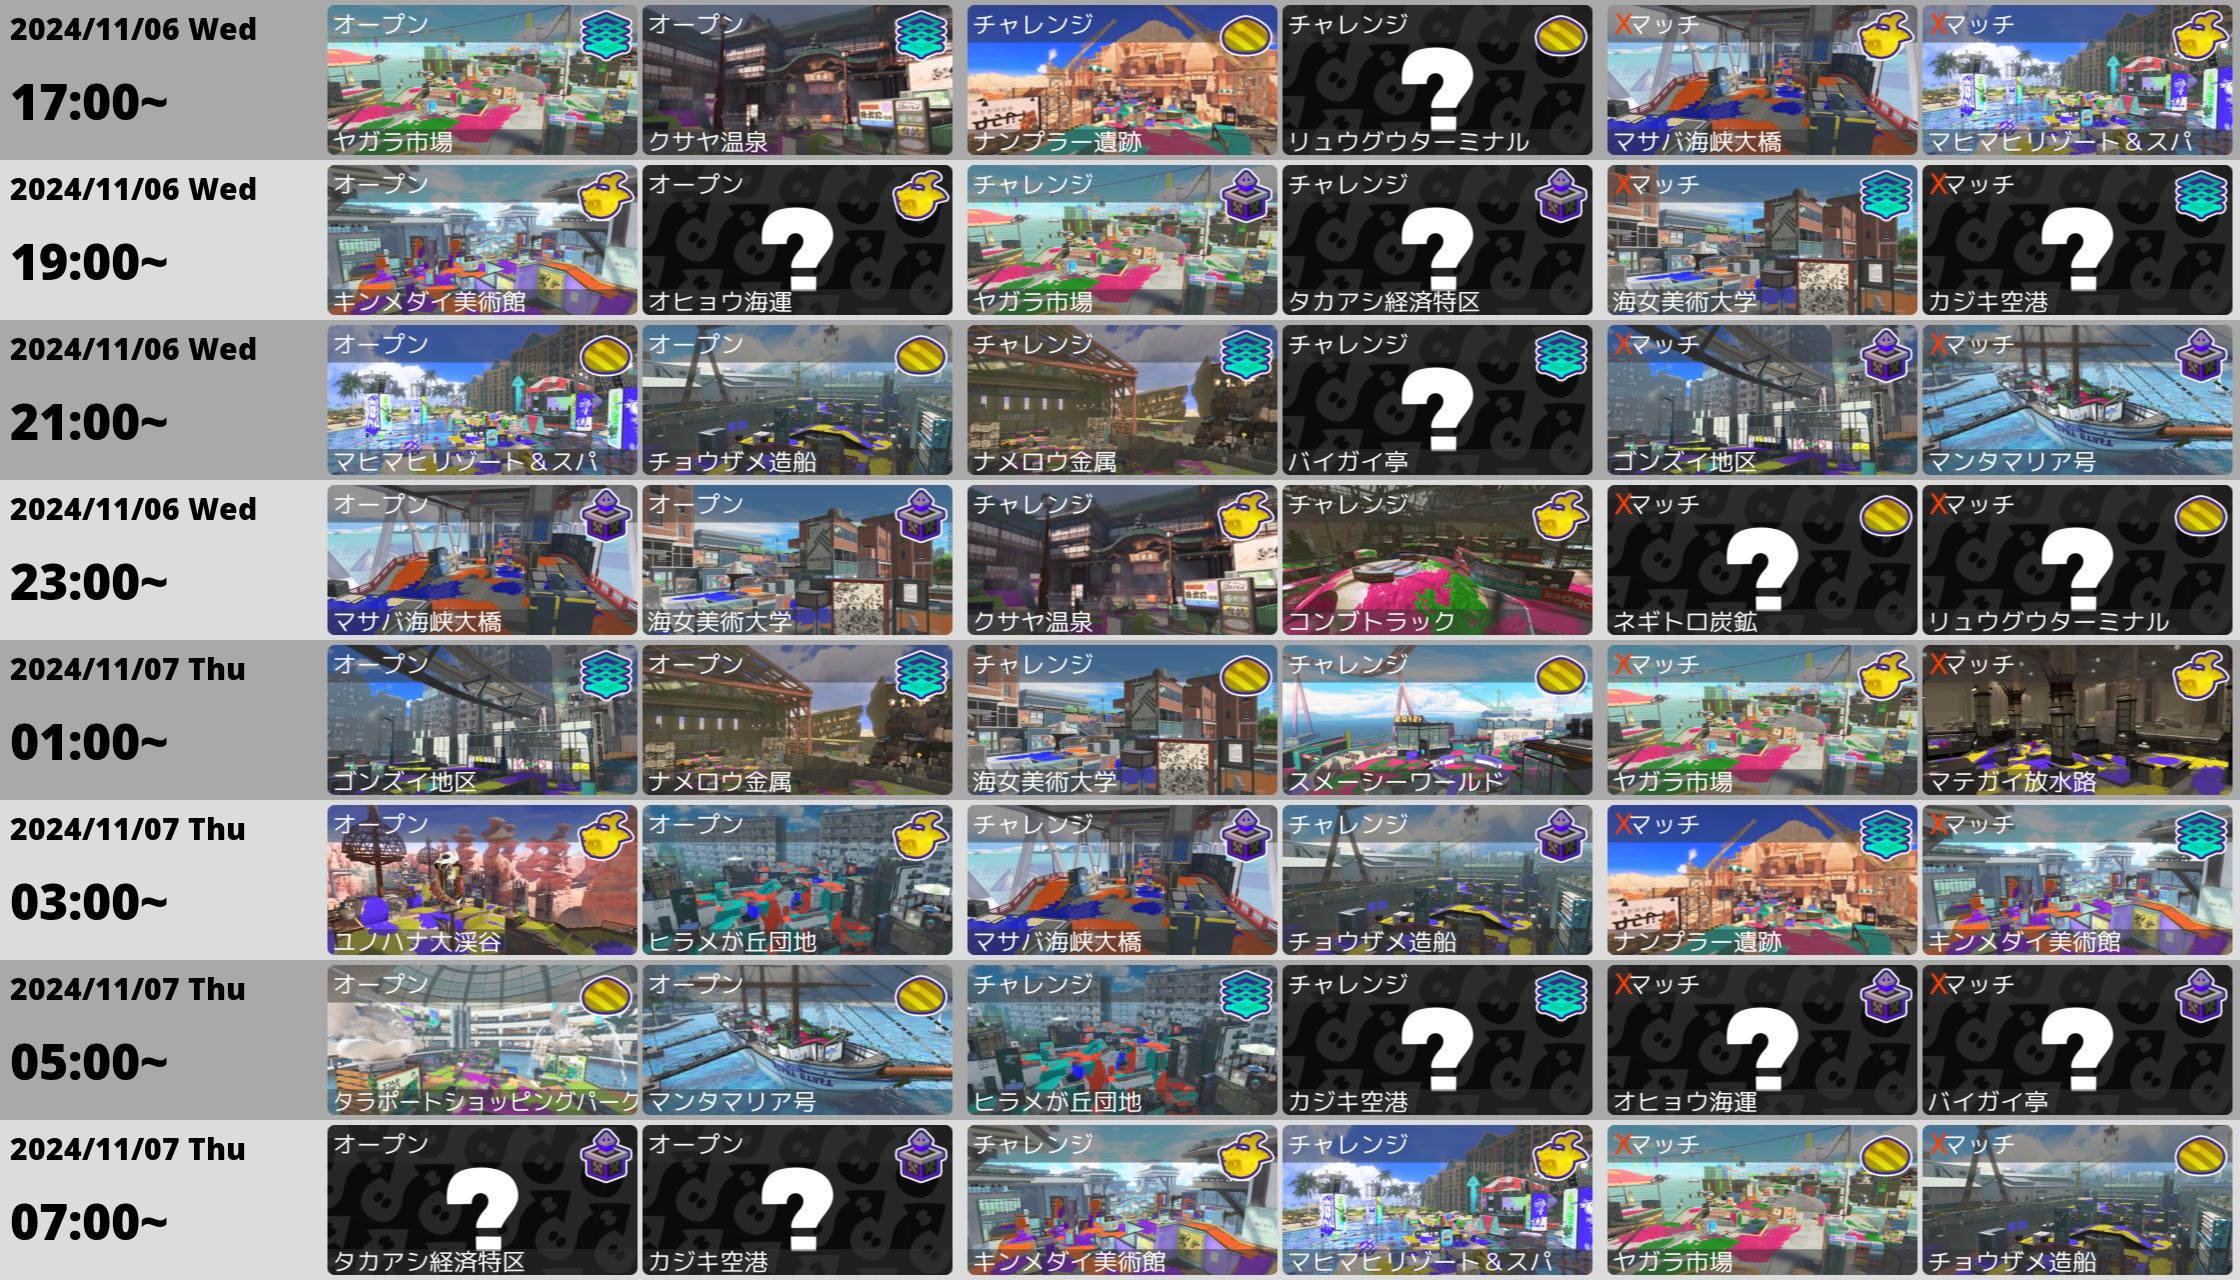 2024/11/06 Wed
17:00~
オープン
ヤガラ市場
オープン
クサヤ温泉
チャレンジ
ナンプラー遺跡
チャレンジ
?
リュウグウターミナル
Xマッチ
マサバ海峡大橋
Xマッチ
マヒマヒリゾート&スパ
2024/11/06 Wed
19:00~
オープン
キンメダイ美術館
オープン
?
オヒョウ海運
チャレンジ
ヤガラ市場
チャレンジ
?
タカアシ経済特区
Xマッチ
海女美術大学
Xマッチ
?
カジキ空港
2024/11/06 Wed
21:00~
オープン
マヒマヒリゾート&スパ
オープン
チョウザメ造船
チャレンジ
ナメロウ金属
チャレンジ
?
バイガイ亭
Xマッチ
ゴンズイ地区
Xマッチ
マンタマリア号
2024/11/06 Wed
23:00~
オープン
マサバ海峡大橋
オープン
海女美術大学
チャレンジ
クサヤ温泉
チャレンジ
コンブトラック
Xマッチ
?
ネギトロ炭鉱
Xマッチ
?
リュウグウターミナル
2024/11/07 Thu
01:00~
オープン
ゴンズイ地区
オープン
ナメロウ金属
チャレンジ
海女美術大学
チャレンジ
スメーシーワールド
Xマッチ
ヤガラ市場
Xマッチ
マテガイ放水路
2024/11/07 Thu
03:00~
オープン
ユノハナ大渓谷
オープン
ヒラメが丘団地
チャレンジ
マサバ海峡大橋
チャレンジ
チョウザメ造船
Xマッチ
ナンプラー遺跡
Xマッチ
キンメダイ美術館
2024/11/07 Thu
05:00~
オープン
タラポートショッピングパーク
オープン
マンタマリア号
チャレンジ
ヒラメが丘団地
チャレンジ
?
カジキ空港
Xマッチ
?
オヒョウ海運
Xマッチ
?
バイガイ亭
2024/11/07 Thu
07:00~
オープン
?
タカアシ経済特区
オープン
?
カジキ空港
チャレンジ
キンメダイ美術館
チャレンジ
マヒマヒリゾート&スパ
Xマッチ
ヤガラ市場
Xマッチ
チョウザメ造船